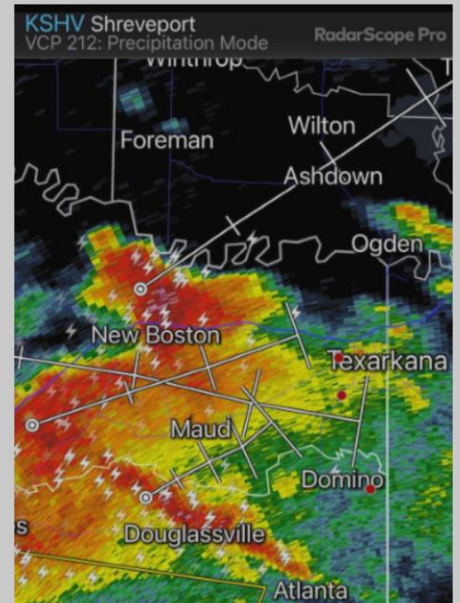 KSHV Shreveport
VCP 212: Precipitation Mode
RadarScope Pro
Winthrop
T
Foreman
Wilton
Ashdown
Ogden
New Boston
Texarkana
Maud
Domino
s
Douglassville
Atlanta